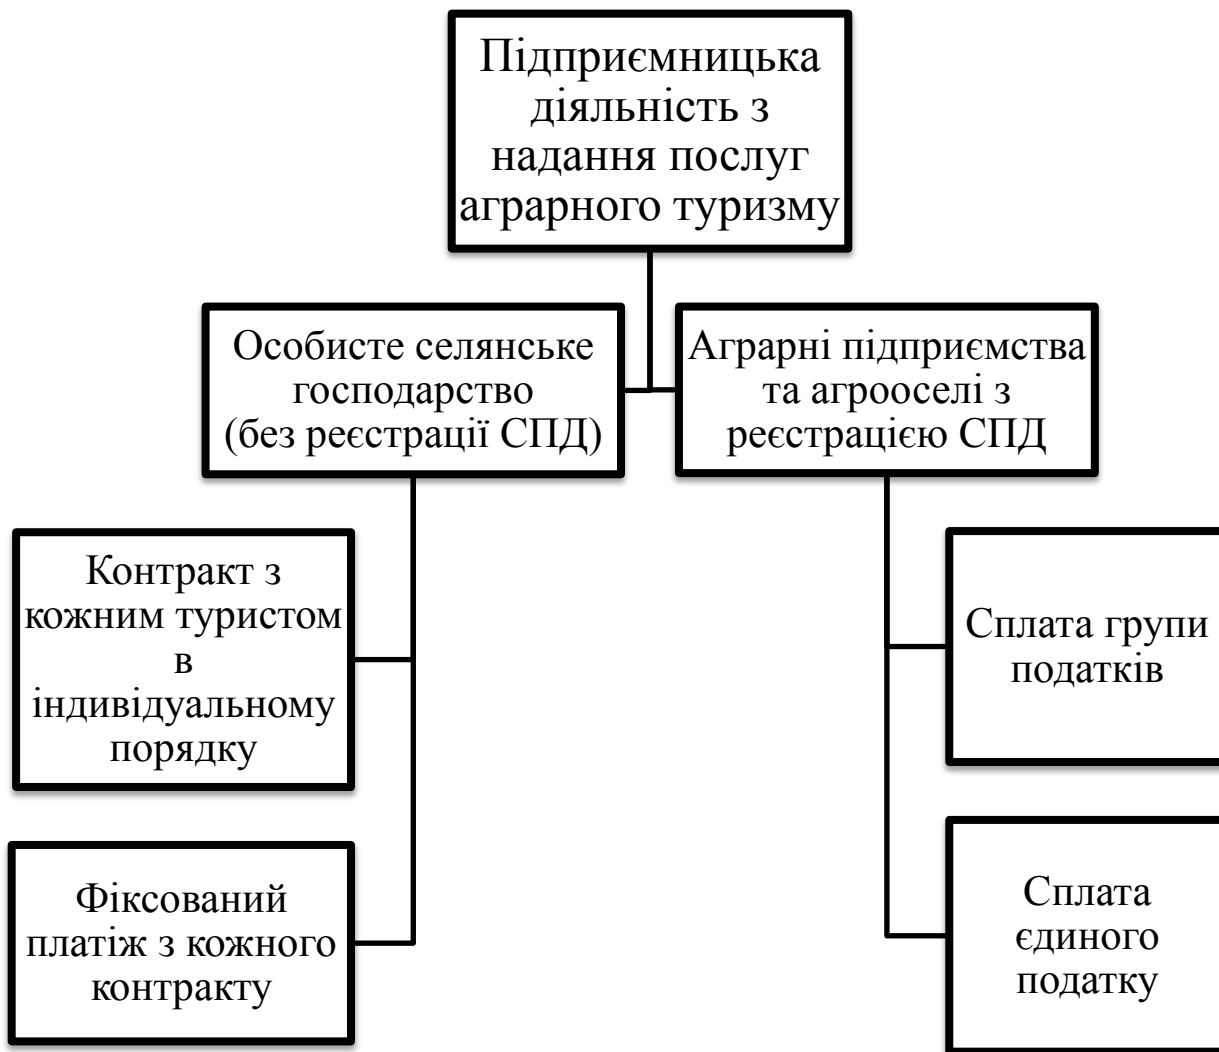 Підприємницька
діяльність з
надання послуг
аграрного туризму
Особисте селянське
господарство
(без реєстрації СПД)
Аграрні підприємства
та агрооселі з
реєстрацією СПД
Контракт з
кожним туристом
в
індивідуальному
порядку
Сплата групи
податків
Фіксований
платіж з кожного
контракту
Сплата
єдиного
податку